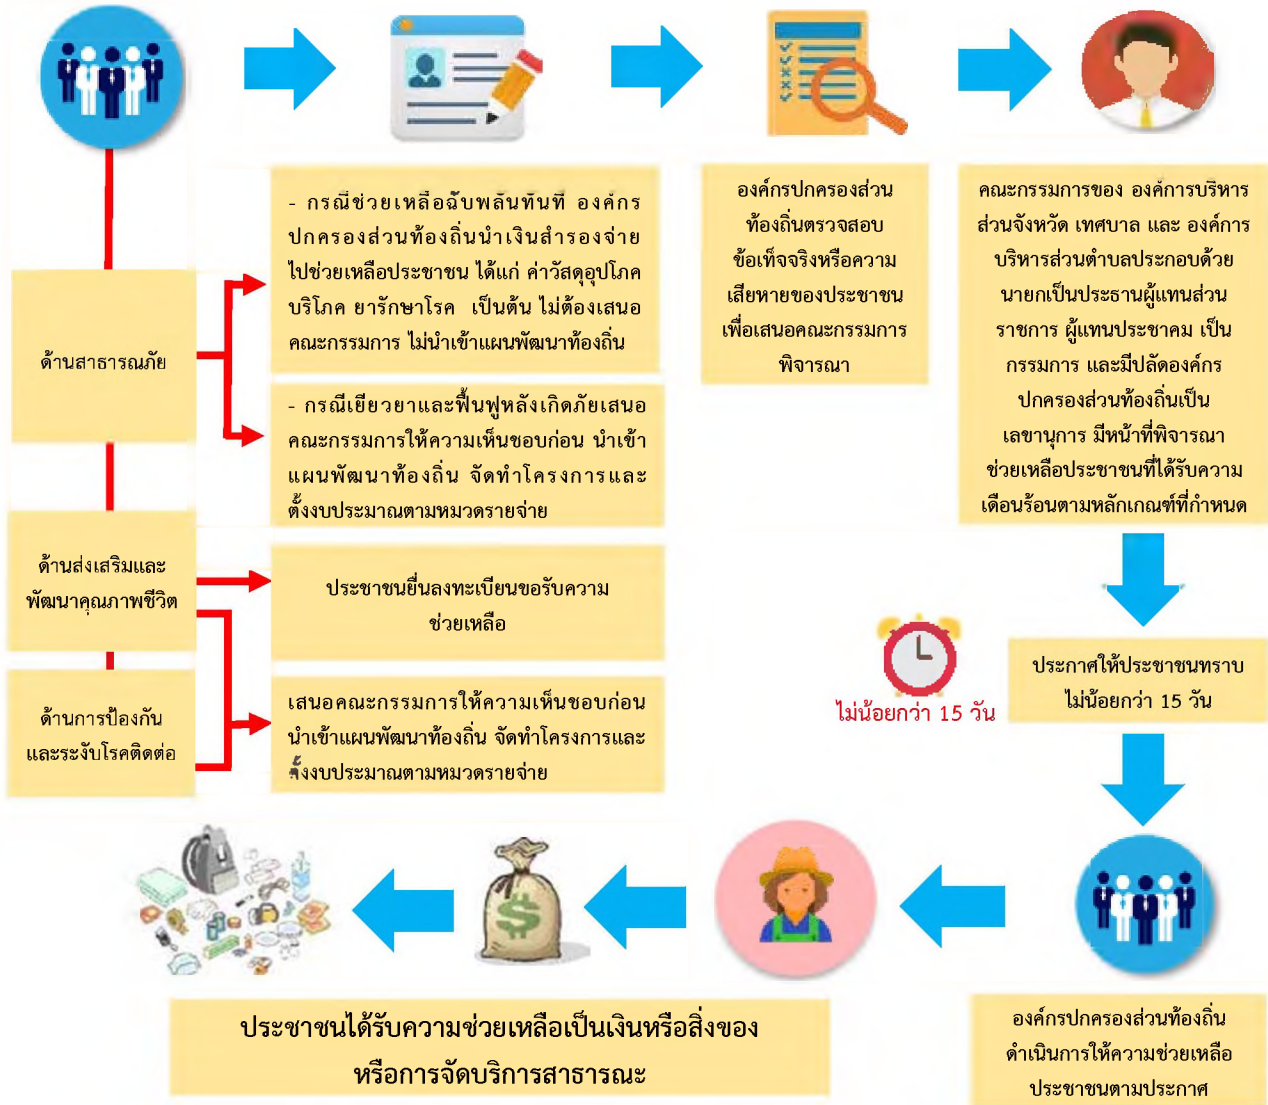 - กรณีช่วยเหลือฉับพลันทันที องค์กร
ปกครองส่วนท้องถิ่นนำเงินสำรองจ่าย
ไปช่วยเหลือประชาชน ได้แก่ ค่าวัสดุอุปโภค
บริโภค ยารักษาโรค เป็นต้น ไม่ต้องเสนอ
คณะกรรมการ ไม่นำเข้าแผนพัฒนาท้องถิ่น
องค์กรปกครองส่วน
ท้องถิ่นตรวจสอบ
ข้อเท็จจริงหรือความ
เสียหายของประชาชน
เพื่อเสนอคณะกรรมการ
พิจารณา
คณะกรรมการของ องค์การบริหาร
ส่วนจังหวัด เทศบาล และ องค์การ
บริหารส่วนตำบลประกอบด้วย
นายกเป็นประธานผู้แทนส่วน
ราชการ ผู้แทนประชาคม เป็น
กรรมการ และมีปลัดองค์กร
ปกครองส่วนท้องถิ่นเป็น
เลขานุการ มีหน้าที่พิจารณา
ช่วยเหลือประชาชนที่ได้รับความ
เดือนร้อนตามหลักเกณฑ์ที่กำหนด
ด้านสาธารณภัย
- กรณีเยียวยาและฟื้นฟูหลังเกิดภัยเสนอ
คณะกรรมการให้ความเห็นชอบก่อน นำเข้า
แผนพัฒนาท้องถิ่น จัดทำโครงการและ
ตั้งงบประมาณตามหมวดรายจ่าย
ด้านส่งเสริมและ
พัฒนาคุณภาพชีวิต
ประชาชนยื่นลงทะเบียนขอรับความ
ช่วยเหลือ
ด้านการป้องกัน
และระงับโรคติดต่อ
เสนอคณะกรรมการให้ความเห็นชอบก่อน
นำเข้าแผนพัฒนาท้องถิ่น จัดทำโครงการและ
ตั้งงบประมาณตามหมวดรายจ่าย
ไม่น้อยกว่า 15 วัน
ประกาศให้ประชาชนทราบ
ไม่น้อยกว่า 15 วัน
องค์กรปกครองส่วนท้องถิ่น
ดำเนินการให้ความช่วยเหลือ
ประชาชนตามประกาศ
ประชาชนได้รับความช่วยเหลือเป็นเงินหรือสิ่งของ
หรือการจัดบริการสาธารณะ